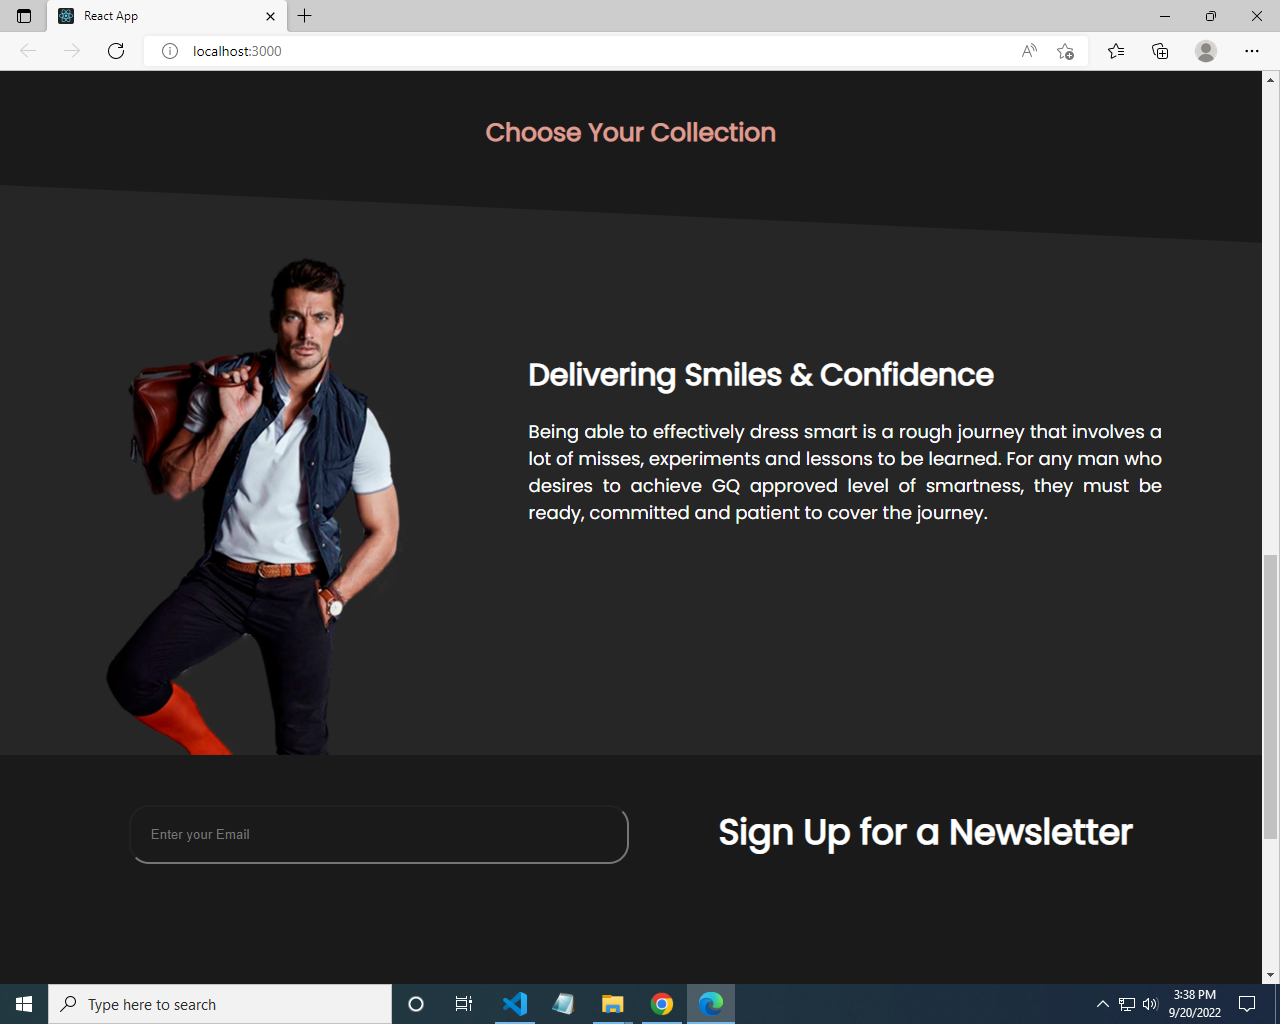 React App
localhost:3000
Choose Your Collection
Delivering Smiles & Confidence
Being able to effectively dress smart is a rough journey that involves a
lot of misses, experiments and lessons to be learned. For any man who
desires to achieve GQ approved level of smartness, they must be
ready, committed and patient to cover the journey.
Enter your Email
Sign Up for a Newsletter
Type here to search
3:38 PM
9/20/2022